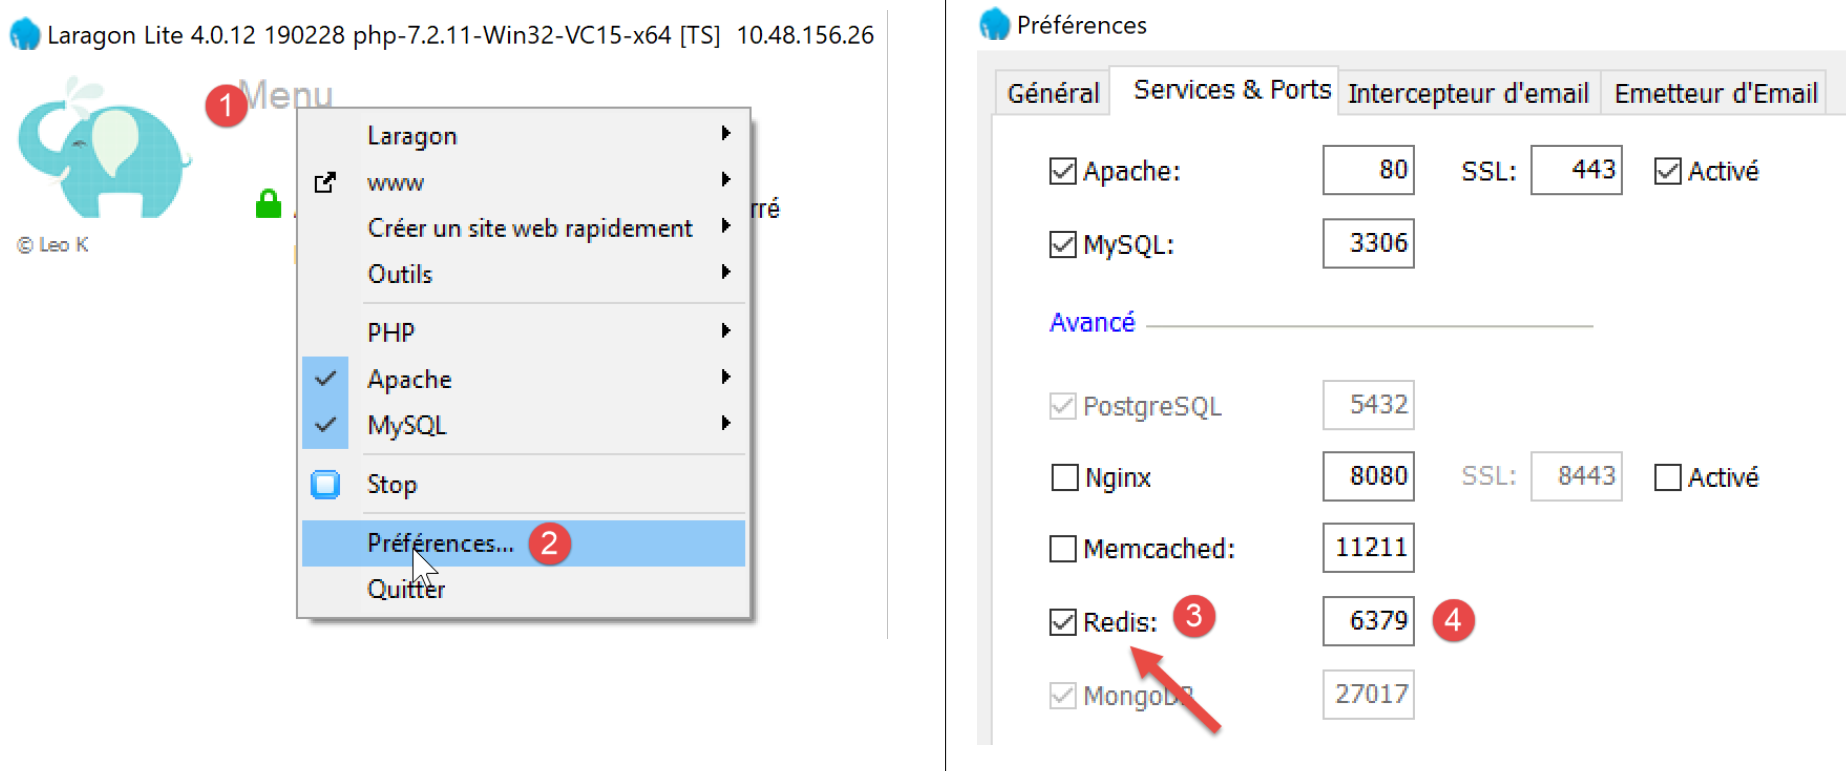 Laragon Lite 4.0.12 190228 php-7.2.11-Win32-VC15-x64 [TS] 10.48.156.26
1 Menu
Laragon
www
rré
Créer un site web rapidement
© Leo K
Outils
PHP
Apache
MySQL
Stop
Préférences... 2
Quitter
Préférences
Général Services & Ports Intercepteur d'email Emetteur d'Email
Apache: 80 SSL: 443 Activé
MySQL: 3306
Avancé
PostgreSQL 5432
Nginx 8080 SSL: 8443 Activé
Memcached: 11211
Redis: 3 6379 4
MongoDB 27017